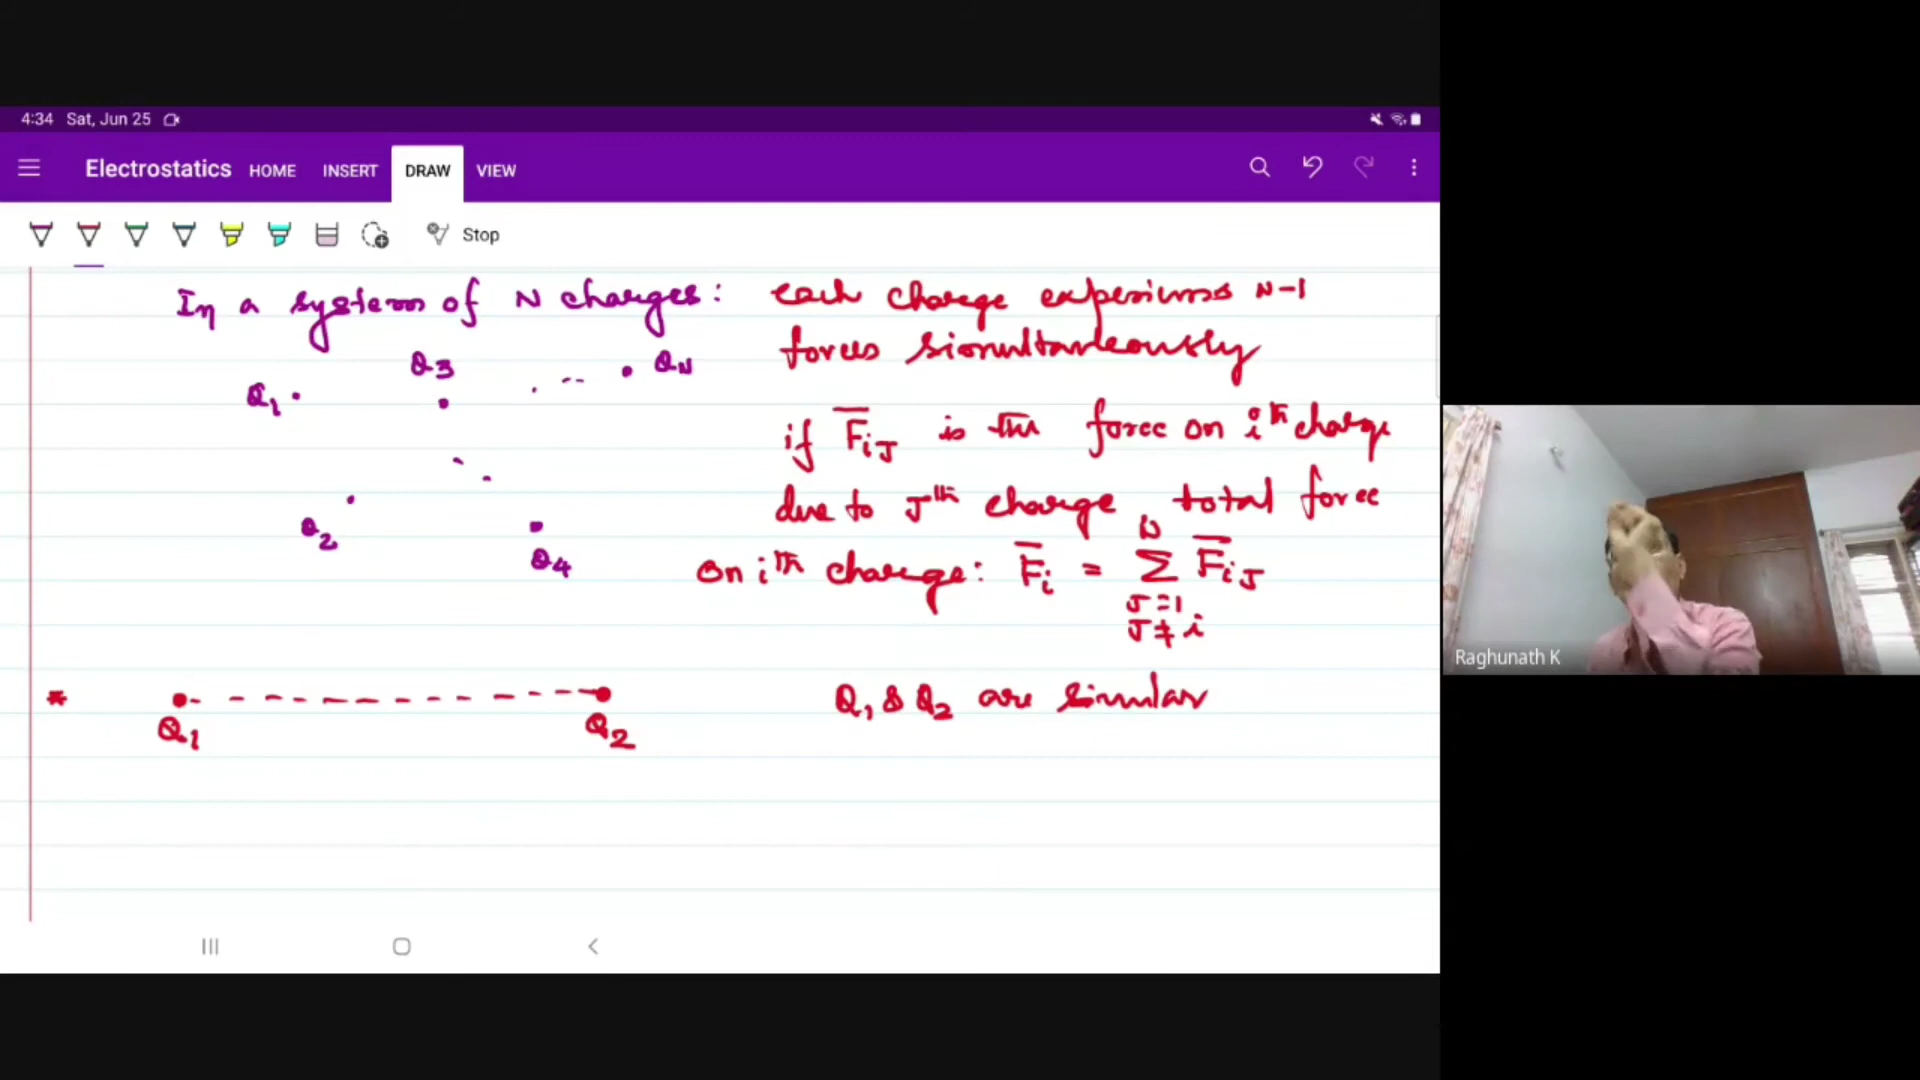 4:34 Sat, Jun 25
Electrostatics HOME INSERT DRAW VIEW
Stop
In a system of N charges: each charge experiences N-1
forces simultaneously
Q1 Q3 QN
if F̅iJ is the force on ith charge
Q2 Q4 due to Jth charge total force
on ith charge: F̅i = N∑J=1 J≠i F̅iJ
* Q1 Q2 Q1 & Q2 are similar
Raghunath K